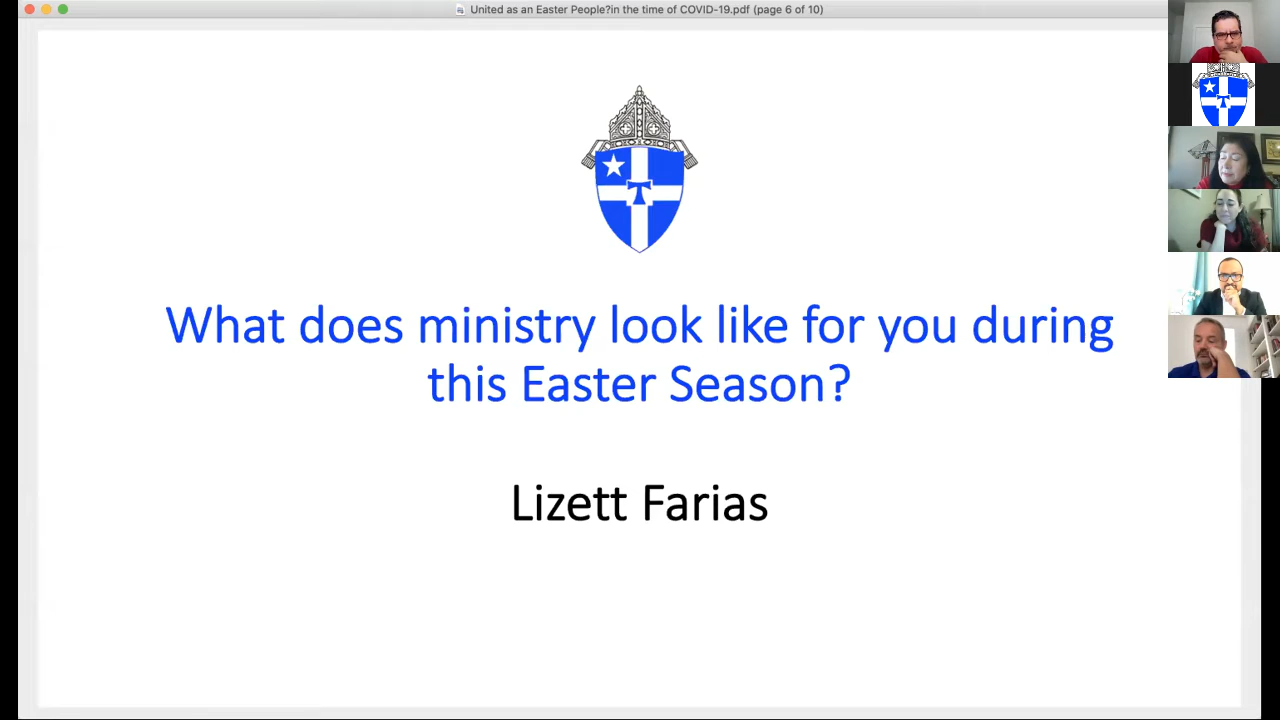 United as an Easter People?in the time of COVID-19.pdf (page 6 of 10)
What does ministry look like for you during
this Easter Season?
Lizett Farias